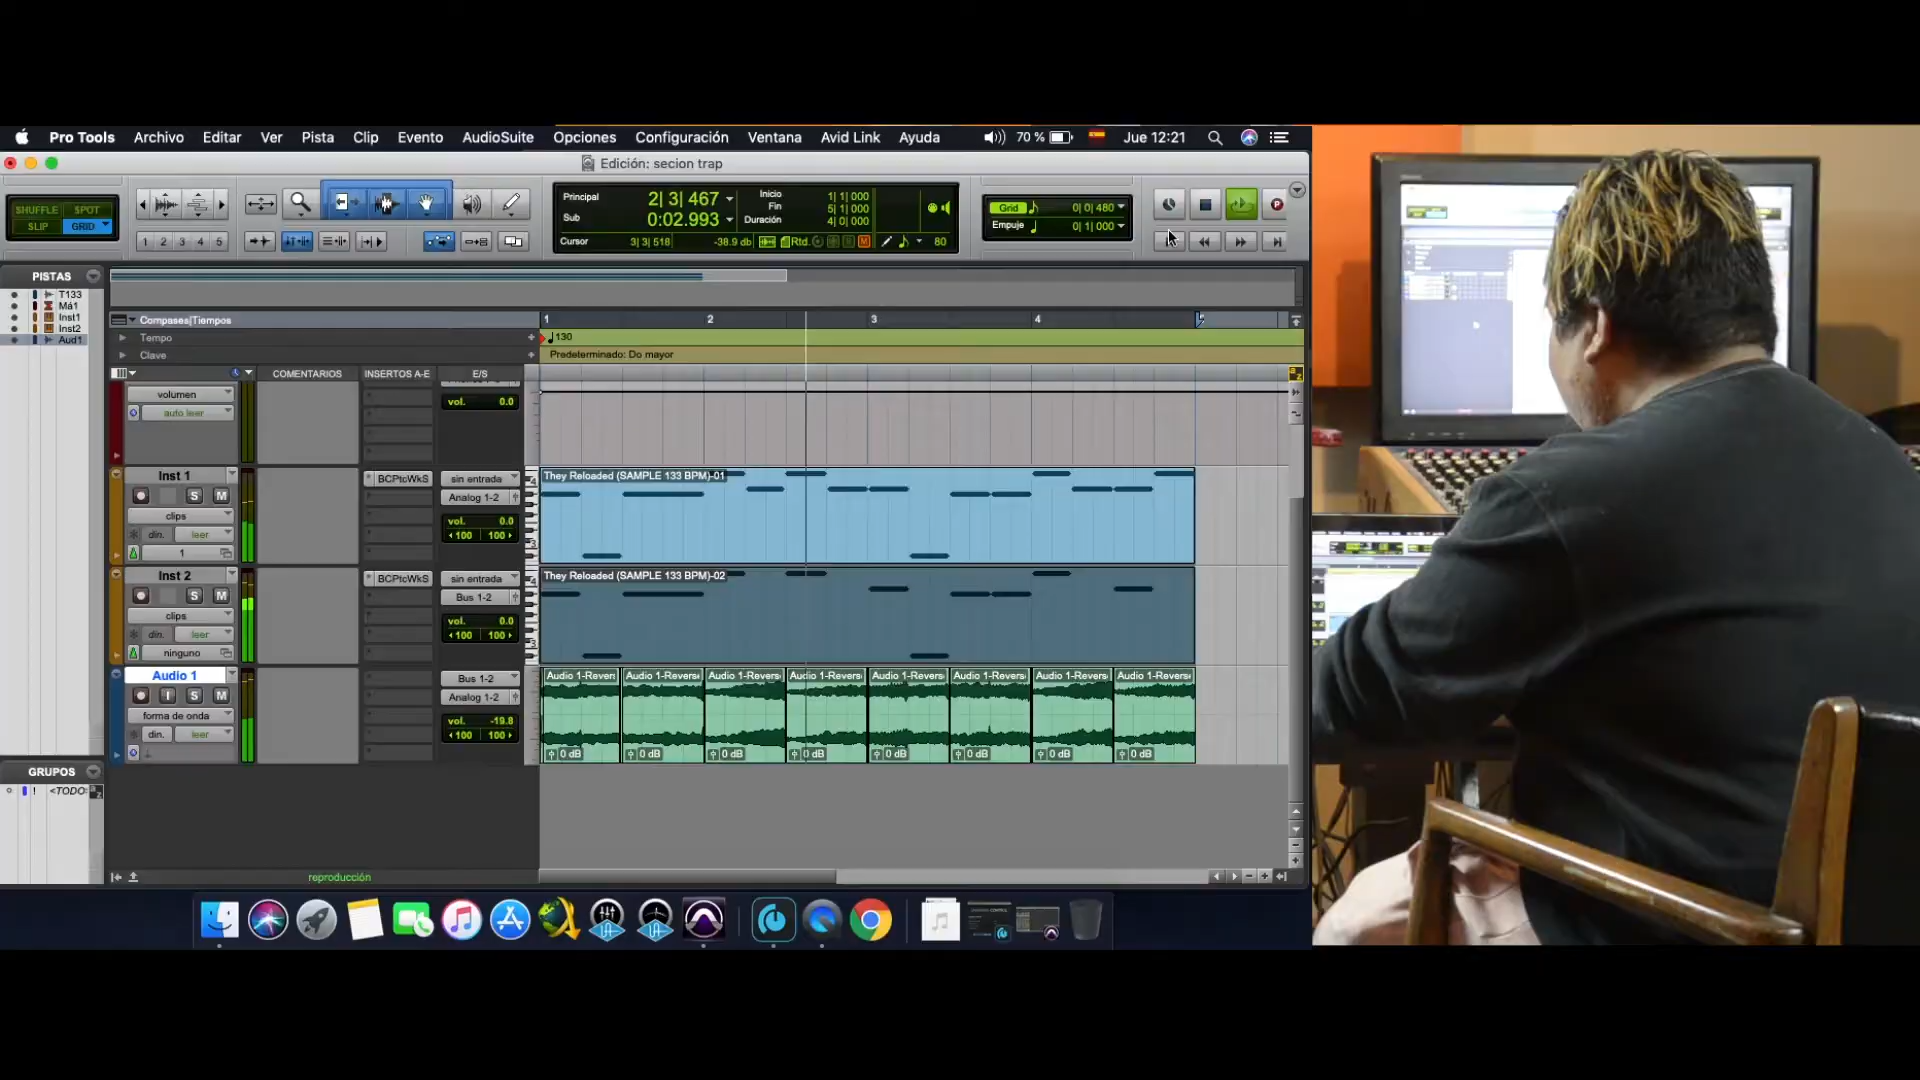 Pro Tools Archivo Editar Ver Pista Clip Evento AudioSuite Opciones Configuración Ventana Avid Link Ayuda 70 % Jue 12:21
Edición: secion trap
SHUFFLE SPOT
SLIP GRID
1 2 3 4 5
Principal 2| 3| 467
Sub 0:02.993
Inicio 1| 1| 000
Fin 5| 1| 000
Duración 4| 0| 000
Cursor 3| 3| 518 -38.9 db Rtd. M 80
Grid 0| 0| 480
Empuje 0| 1| 000
PISTAS
T133
Má1
Inst1
Inst2
Aud1
Compases|Tiempos 1 2 3 4
Tempo 130
Clave Predeterminado: Do mayor
COMENTARIOS INSERTOS A-E E/S
volumen
auto leer
vol. 0.0
Inst 1
S M
clips
din. leer
1
BCPtcWkS
sin entrada
Analog 1-2
vol. 0.0
100 100
They Reloaded (SAMPLE 133 BPM)-01
Inst 2
S M
clips
din. leer
ninguno
BCPtcWkS
sin entrada
Bus 1-2
vol. 0.0
100 100
They Reloaded (SAMPLE 133 BPM)-02
Audio 1
I S M
forma de onda
din. leer
Bus 1-2
Analog 1-2
vol. -19.8
100 100
Audio 1-Revers Audio 1-Revers Audio 1-Revers Audio 1-Revers Audio 1-Revers Audio 1-Revers Audio 1-Revers Audio 1-Revers
0 dB 0 dB 0 dB 0 dB 0 dB 0 dB 0 dB 0 dB
GRUPOS
! <TODO>
reproducción